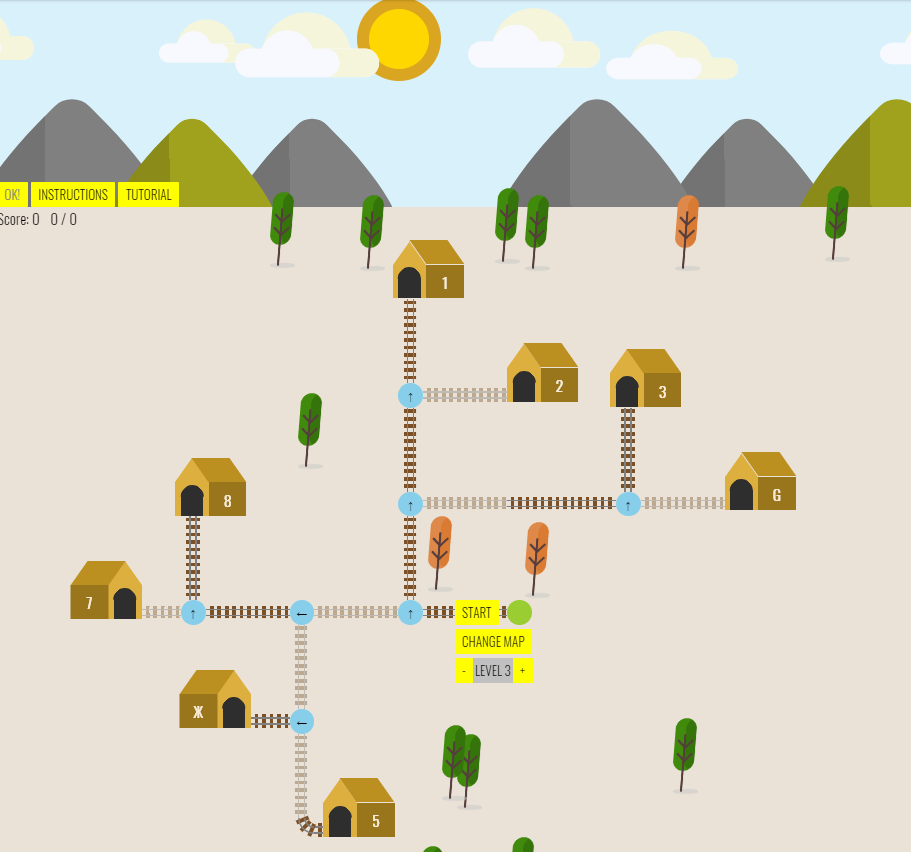 OK! INSTRUCTIONS TUTORIAL
Score: 0 0 / 0
1
2
3
8
G
7
START
CHANGE MAP
- LEVEL 3 +
Ж
5